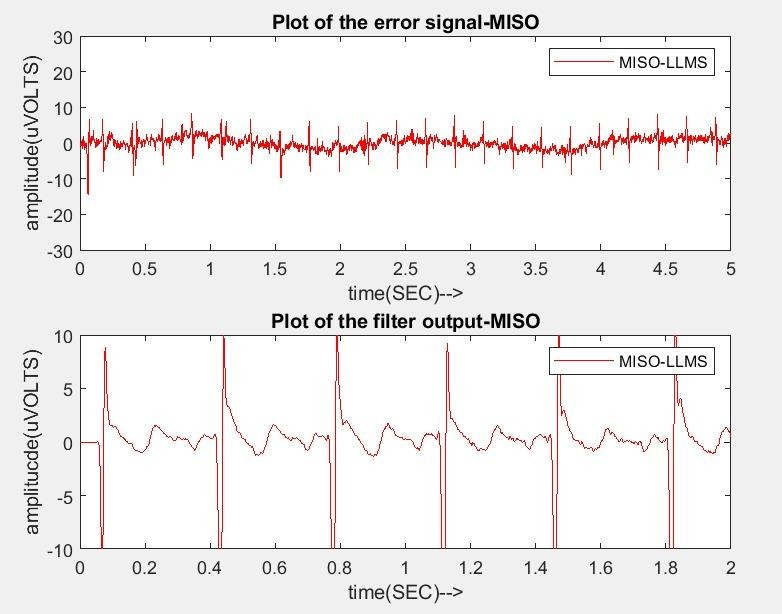 Plot of the error signal-MISO
30
20
10
0
-10
-20
-30
amplitude(uVOLTS)
MISO-LLMS
0 0.5 1 1.5 2 2.5 3 3.5 4 4.5 5
time(SEC)-->
Plot of the filter output-MISO
10
5
0
-5
-10
amplitucde(uVOLTS)
MISO-LLMS
0 0.2 0.4 0.6 0.8 1 1.2 1.4 1.6 1.8 2
time(SEC)-->